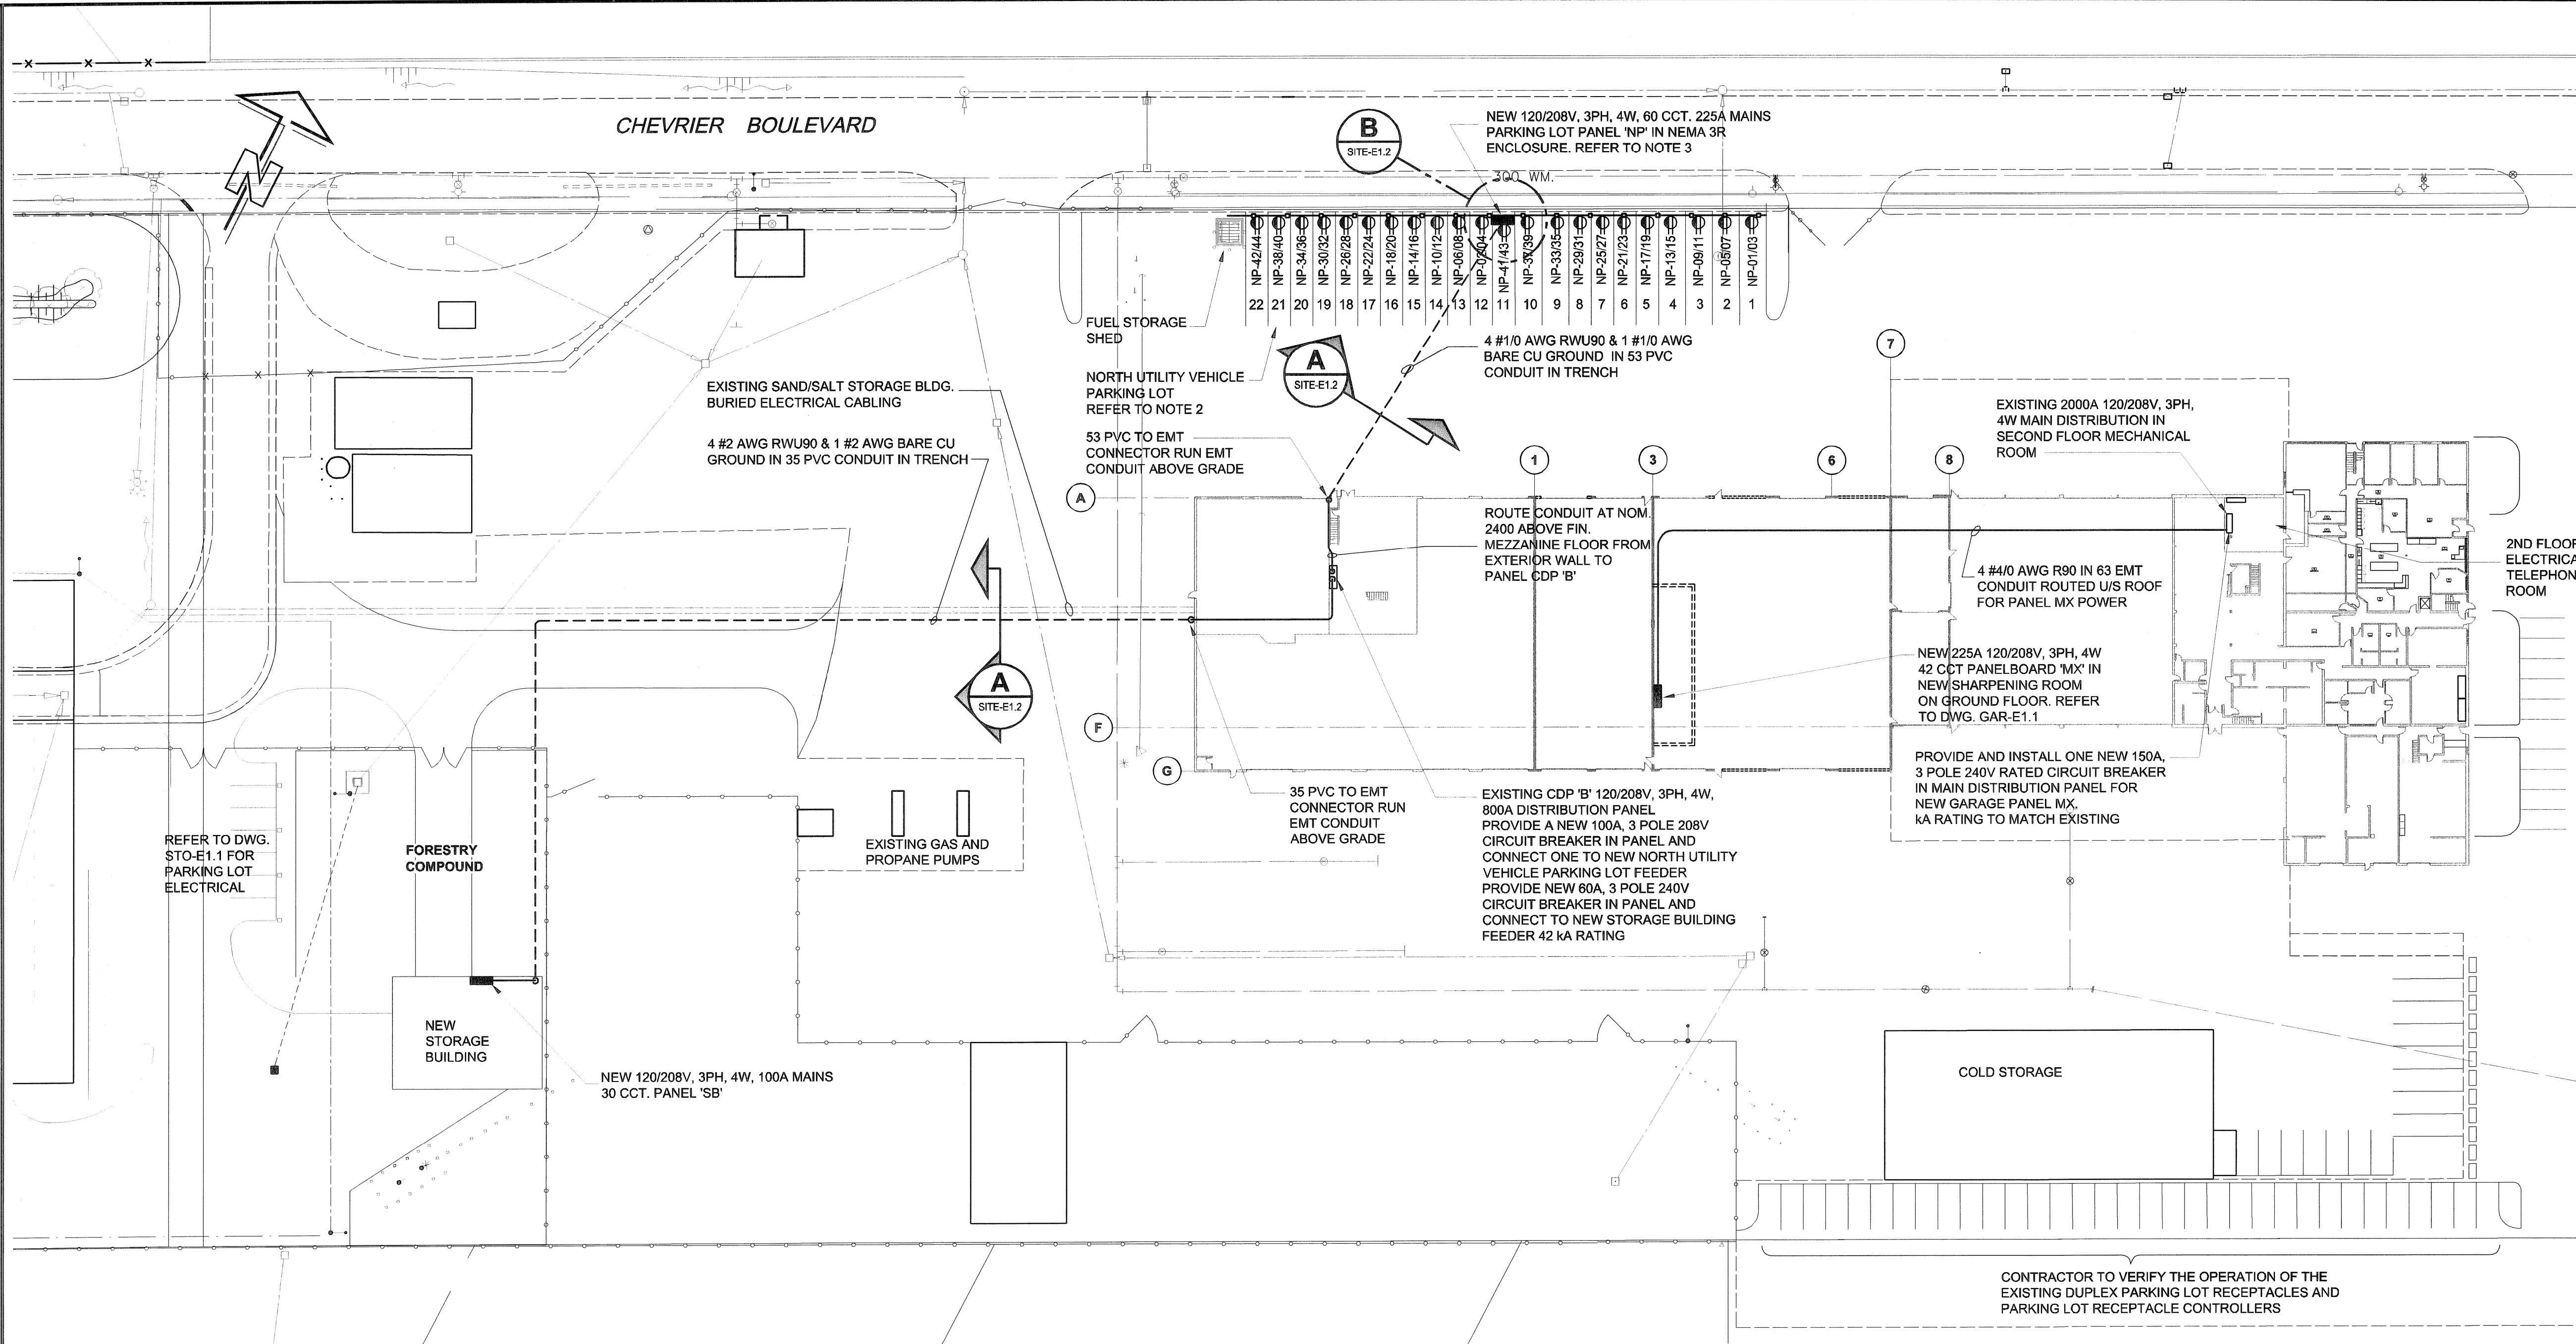 CHEVRIER BOULEVARD
N
B
SITE-E1.2
NEW 120/208V, 3PH, 4W, 60 CCT. 225A MAINS
PARKING LOT PANEL 'NP' IN NEMA 3R
ENCLOSURE. REFER TO NOTE 3
300 WM.
NP-42/44
NP-38/40
NP-34/36
NP-30/32
NP-26/28
NP-22/24
NP-18/20
NP-14/16
NP-10/12
NP-06/08
NP-02/04
NP-41/43
NP-37/39
NP-33/35
NP-29/31
NP-25/27
NP-21/23
NP-17/19
NP-13/15
NP-09/11
NP-05/07
NP-01/03
22 21 20 19 18 17 16 15 14 13 12 11 10 9 8 7 6 5 4 3 2 1
FUEL STORAGE
SHED
NORTH UTILITY VEHICLE
PARKING LOT
REFER TO NOTE 2
53 PVC TO EMT
CONNECTOR RUN EMT
CONDUIT ABOVE GRADE
A
SITE-E1.2
4 #1/0 AWG RWU90 & 1 #1/0 AWG
BARE CU GROUND IN 53 PVC
CONDUIT IN TRENCH
EXISTING SAND/SALT STORAGE BLDG.
BURIED ELECTRICAL CABLING
4 #2 AWG RWU90 & 1 #2 AWG BARE CU
GROUND IN 35 PVC CONDUIT IN TRENCH
7
EXISTING 2000A 120/208V, 3PH,
4W MAIN DISTRIBUTION IN
SECOND FLOOR MECHANICAL
ROOM
1
3
6
8
A
ROUTE CONDUIT AT NOM.
2400 ABOVE FIN.
MEZZANINE FLOOR FROM
EXTERIOR WALL TO
PANEL CDP 'B'
4 #4/0 AWG R90 IN 63 EMT
CONDUIT ROUTED U/S ROOF
FOR PANEL MX POWER
2ND FLOOR
ELECTRICA
TELEPHON
ROOM
A
SITE-E1.2
NEW 225A 120/208V, 3PH, 4W
42 CCT PANELBOARD 'MX' IN
NEW SHARPENING ROOM
ON GROUND FLOOR. REFER
TO DWG. GAR-E1.1
F
G
PROVIDE AND INSTALL ONE NEW 150A,
3 POLE 240V RATED CIRCUIT BREAKER
IN MAIN DISTRIBUTION PANEL FOR
NEW GARAGE PANEL MX.
kA RATING TO MATCH EXISTING
35 PVC TO EMT
CONNECTOR RUN
EMT CONDUIT
ABOVE GRADE
EXISTING CDP 'B' 120/208V, 3PH, 4W,
800A DISTRIBUTION PANEL
PROVIDE A NEW 100A, 3 POLE 208V
CIRCUIT BREAKER IN PANEL AND
CONNECT ONE TO NEW NORTH UTILITY
VEHICLE PARKING LOT FEEDER
PROVIDE NEW 60A, 3 POLE 240V
CIRCUIT BREAKER IN PANEL AND
CONNECT TO NEW STORAGE BUILDING
FEEDER 42 kA RATING
REFER TO DWG.
STO-E1.1 FOR
PARKING LOT
ELECTRICAL
FORESTRY
COMPOUND
EXISTING GAS AND
PROPANE PUMPS
NEW
STORAGE
BUILDING
NEW 120/208V, 3PH, 4W, 100A MAINS
30 CCT. PANEL 'SB'
COLD STORAGE
CONTRACTOR TO VERIFY THE OPERATION OF THE
EXISTING DUPLEX PARKING LOT RECEPTACLES AND
PARKING LOT RECEPTACLE CONTROLLERS